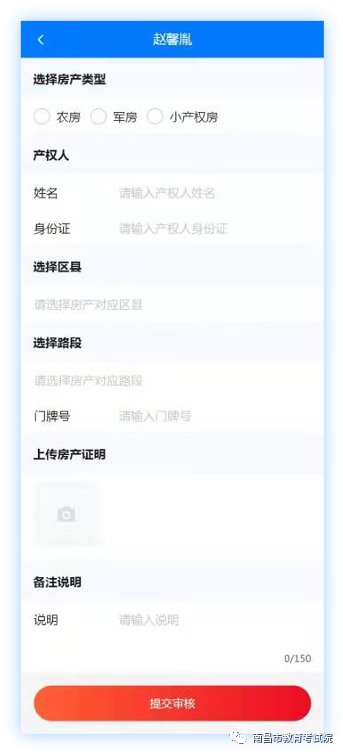 赵馨胤
选择房产类型
农房 军房 小产权房
产权人
姓名 请输入产权人姓名
身份证 请输入产权人身份证
选择区县
请选择房产对应区县
选择路段
请选择房产对应路段
门牌号 请输入门牌号
上传房产证明
备注说明
说明 请输入说明
0/150
提交审核
南昌市教育考试院